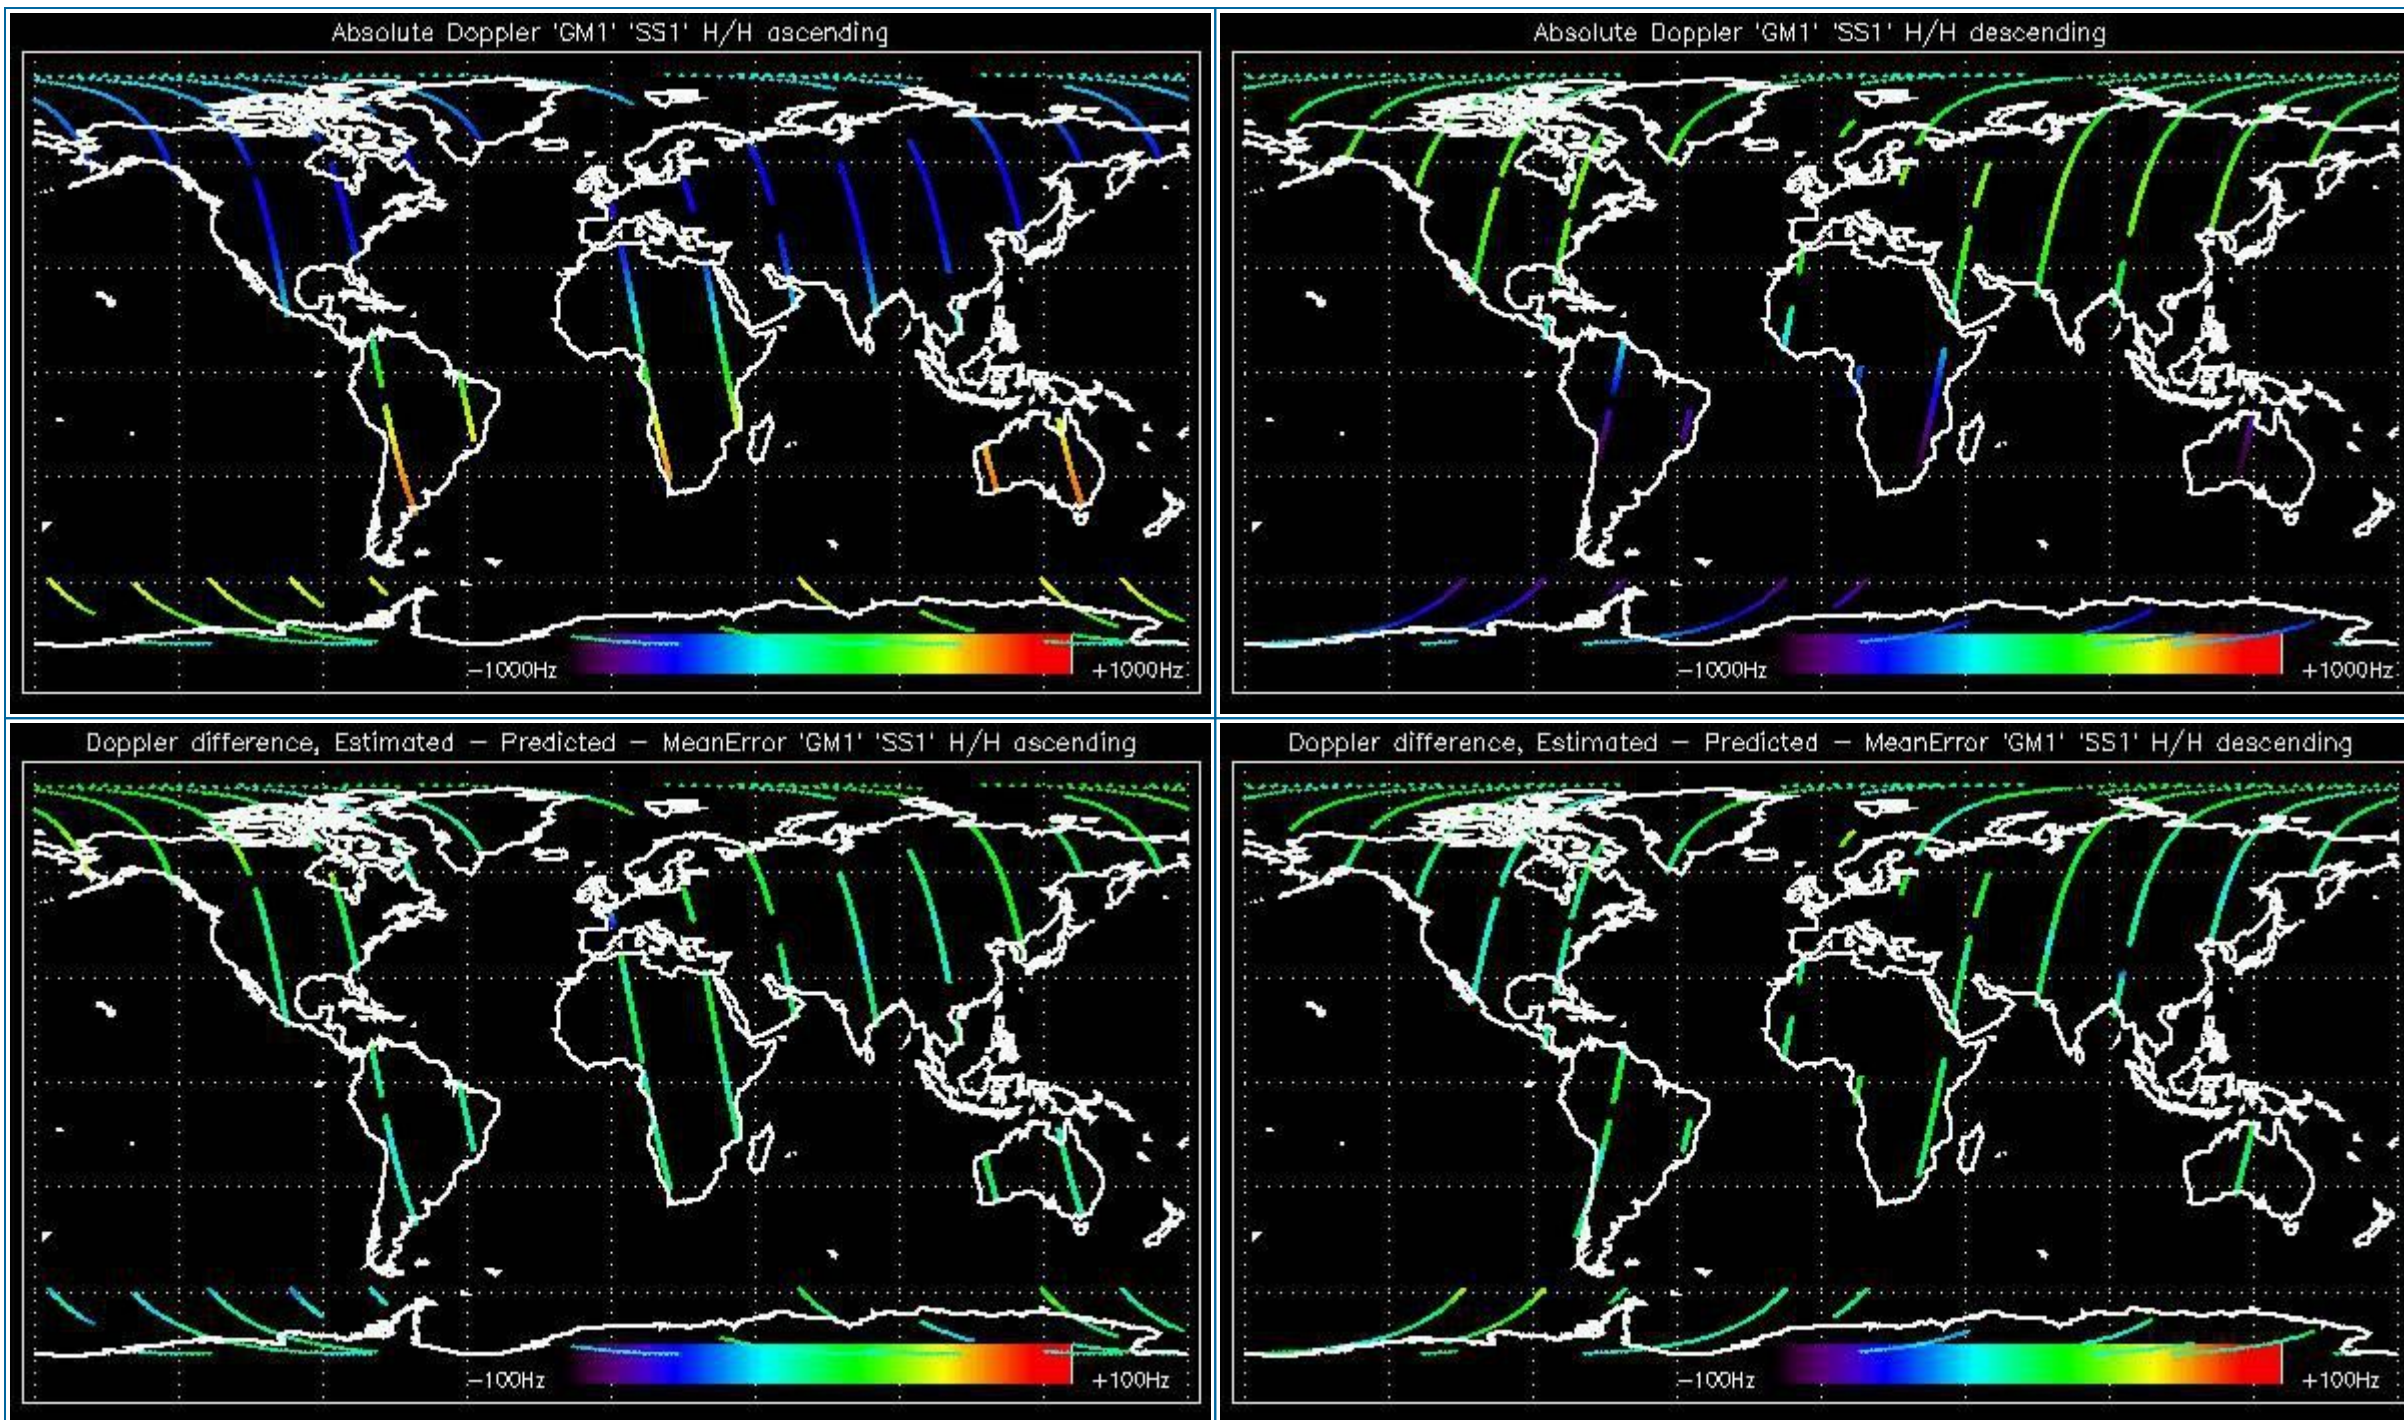 Absolute Doppler 'GM1' 'SS1' H/H ascending
−1000Hz
+1000Hz
Absolute Doppler 'GM1' 'SS1' H/H descending
−1000Hz
+1000Hz
Doppler difference, Estimated − Predicted − MeanError 'GM1' 'SS1' H/H ascending
−100Hz
+100Hz
Doppler difference, Estimated − Predicted − MeanError 'GM1' 'SS1' H/H descending
−100Hz
+100Hz